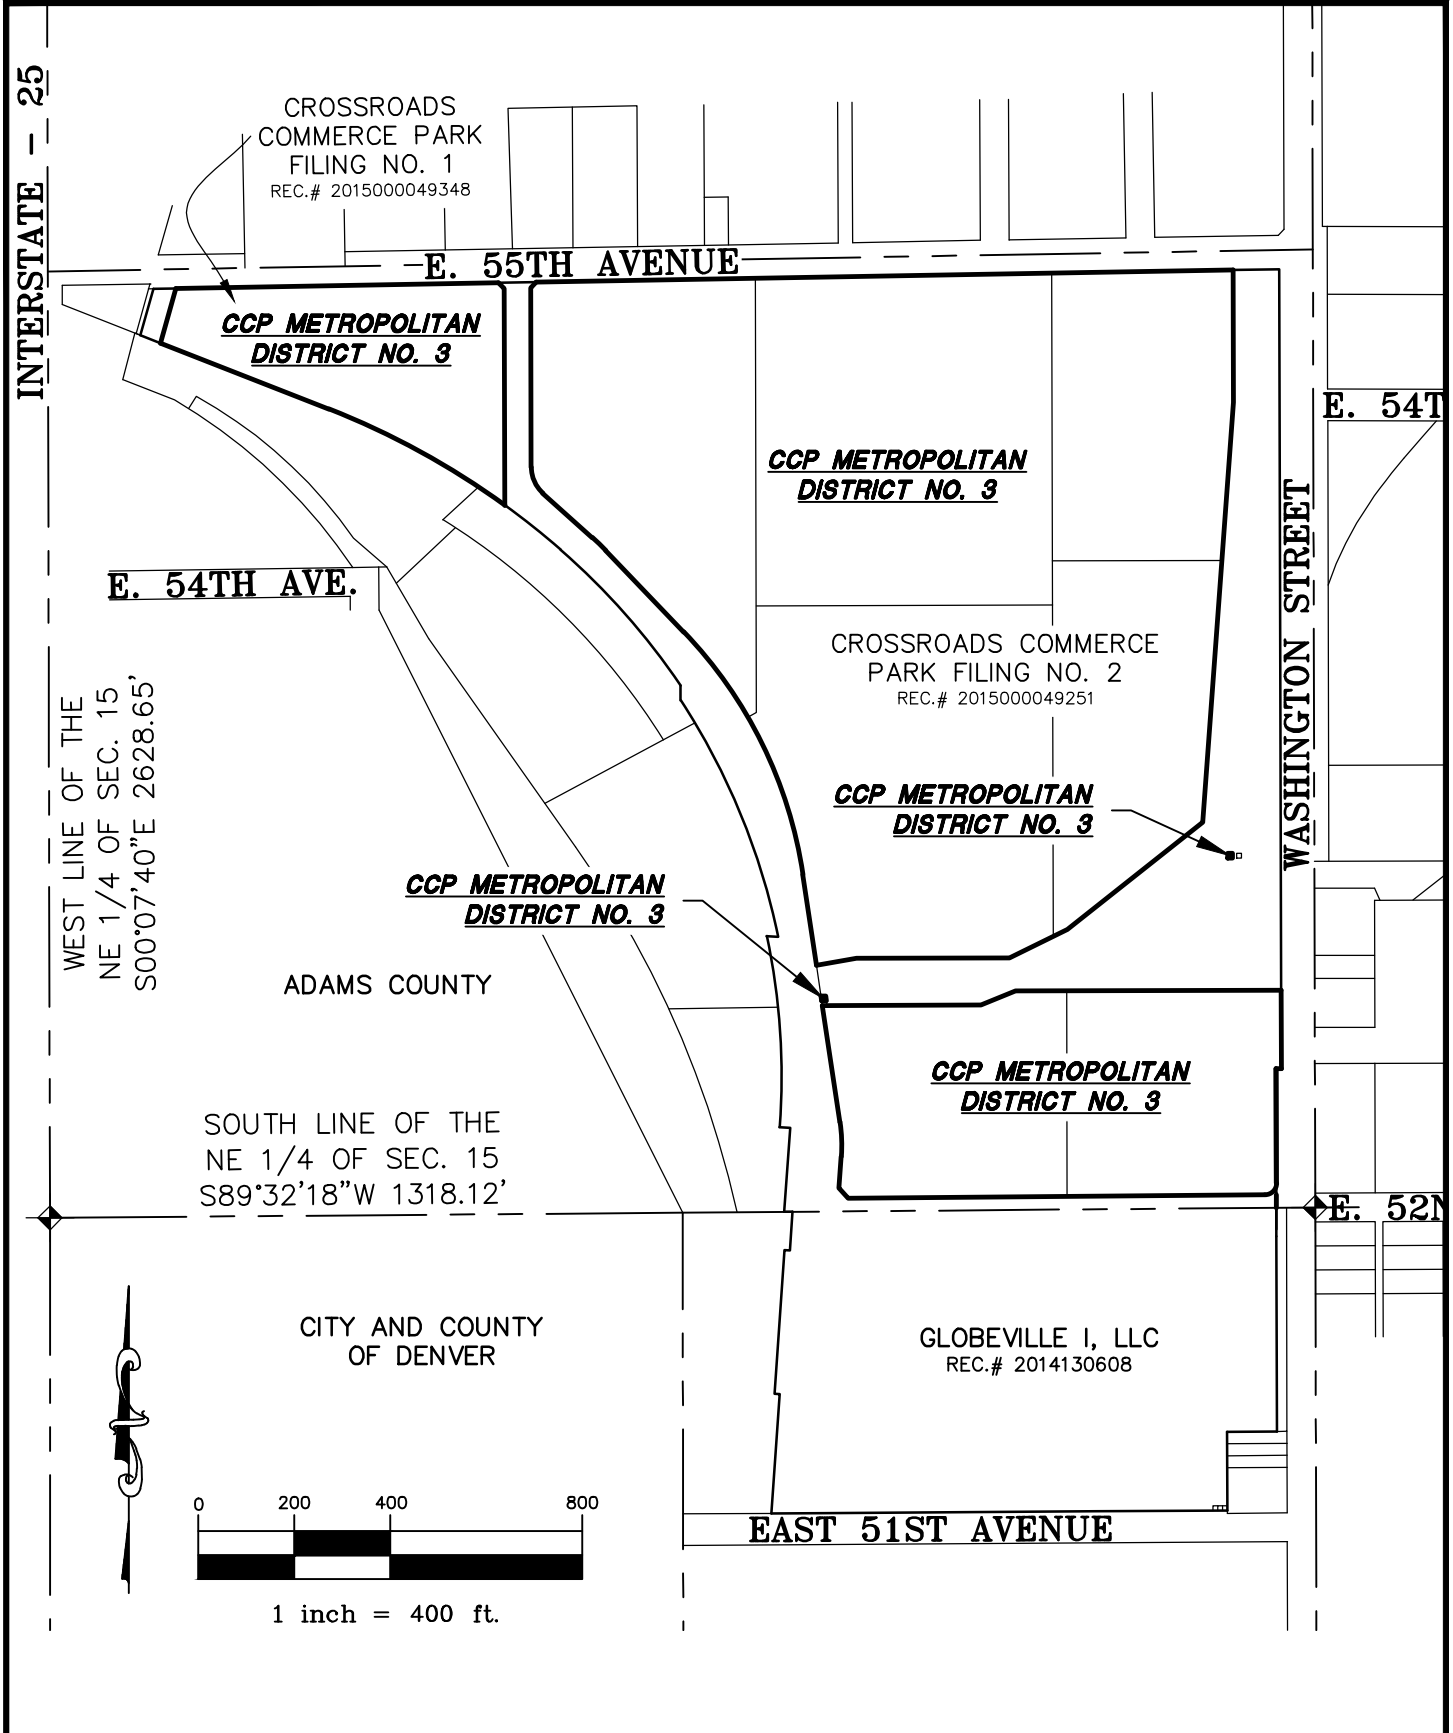 INTERSTATE - 25
CROSSROADS
COMMERCE PARK
FILING NO. 1
REC.# 2015000049348
E. 55TH AVENUE
CCP METROPOLITAN
DISTRICT NO. 3
E. 54T
CCP METROPOLITAN
DISTRICT NO. 3
WASHINGTON STREET
E. 54TH AVE.
CROSSROADS COMMERCE
PARK FILING NO. 2
REC.# 2015000049251
WEST LINE OF THE
NE 1/4 OF SEC. 15
S00°07'40"E 2628.65'
CCP METROPOLITAN
DISTRICT NO. 3
CCP METROPOLITAN
DISTRICT NO. 3
ADAMS COUNTY
CCP METROPOLITAN
DISTRICT NO. 3
SOUTH LINE OF THE
NE 1/4 OF SEC. 15
S89°32'18"W 1318.12'
E. 52N
CITY AND COUNTY
OF DENVER
GLOBEVILLE I, LLC
REC.# 2014130608
0 200 400 800
EAST 51ST AVENUE
1 inch = 400 ft.